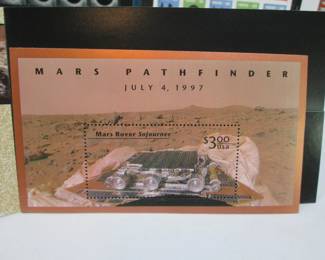 MARS PATHFINDER
JULY 4, 1997
Mars Rover Sojourner
$3.00
USA